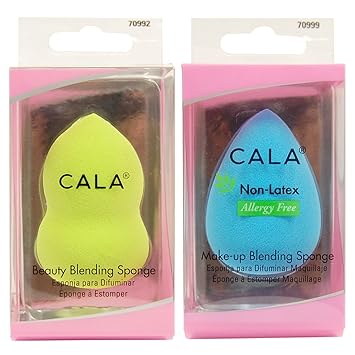 70992
CALA®
Beauty Blending Sponge
Esponja para Difuminar
Éponge à Estomper
70999
CALA®
Non-Latex
Allergy Free
Make-up Blending Sponge
Esponja para Difuminar Maquillaje
Éponge à Estomper Maquillage